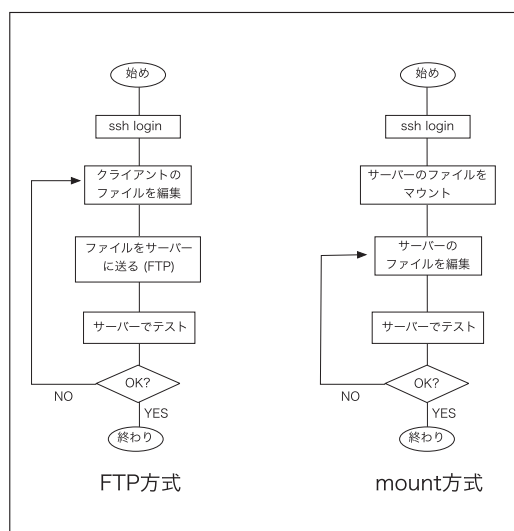 始め
ssh login
クライアントの
ファイルを編集
ファイルをサーバー
に送る (FTP)
サーバーでテスト
OK?
NO
YES
終わり
FTP方式
始め
ssh login
サーバーのファイルを
マウント
サーバーの
ファイルを編集
サーバーでテスト
OK?
NO
YES
終わり
mount方式